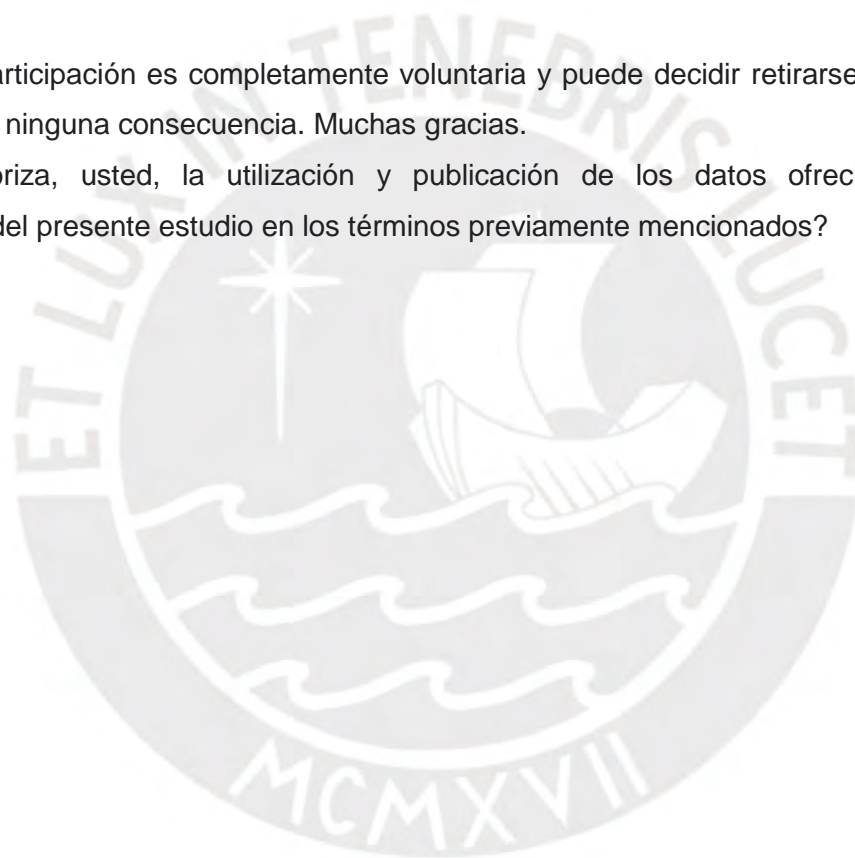 articipación es completamente voluntaria y puede decidir retirarse
ninguna consecuencia. Muchas gracias.
oriza, usted, la utilización y publicación de los datos ofrec
del presente estudio en los términos previamente mencionados?
ET LUX IN TENEBRIS LUCET
MCMXVII